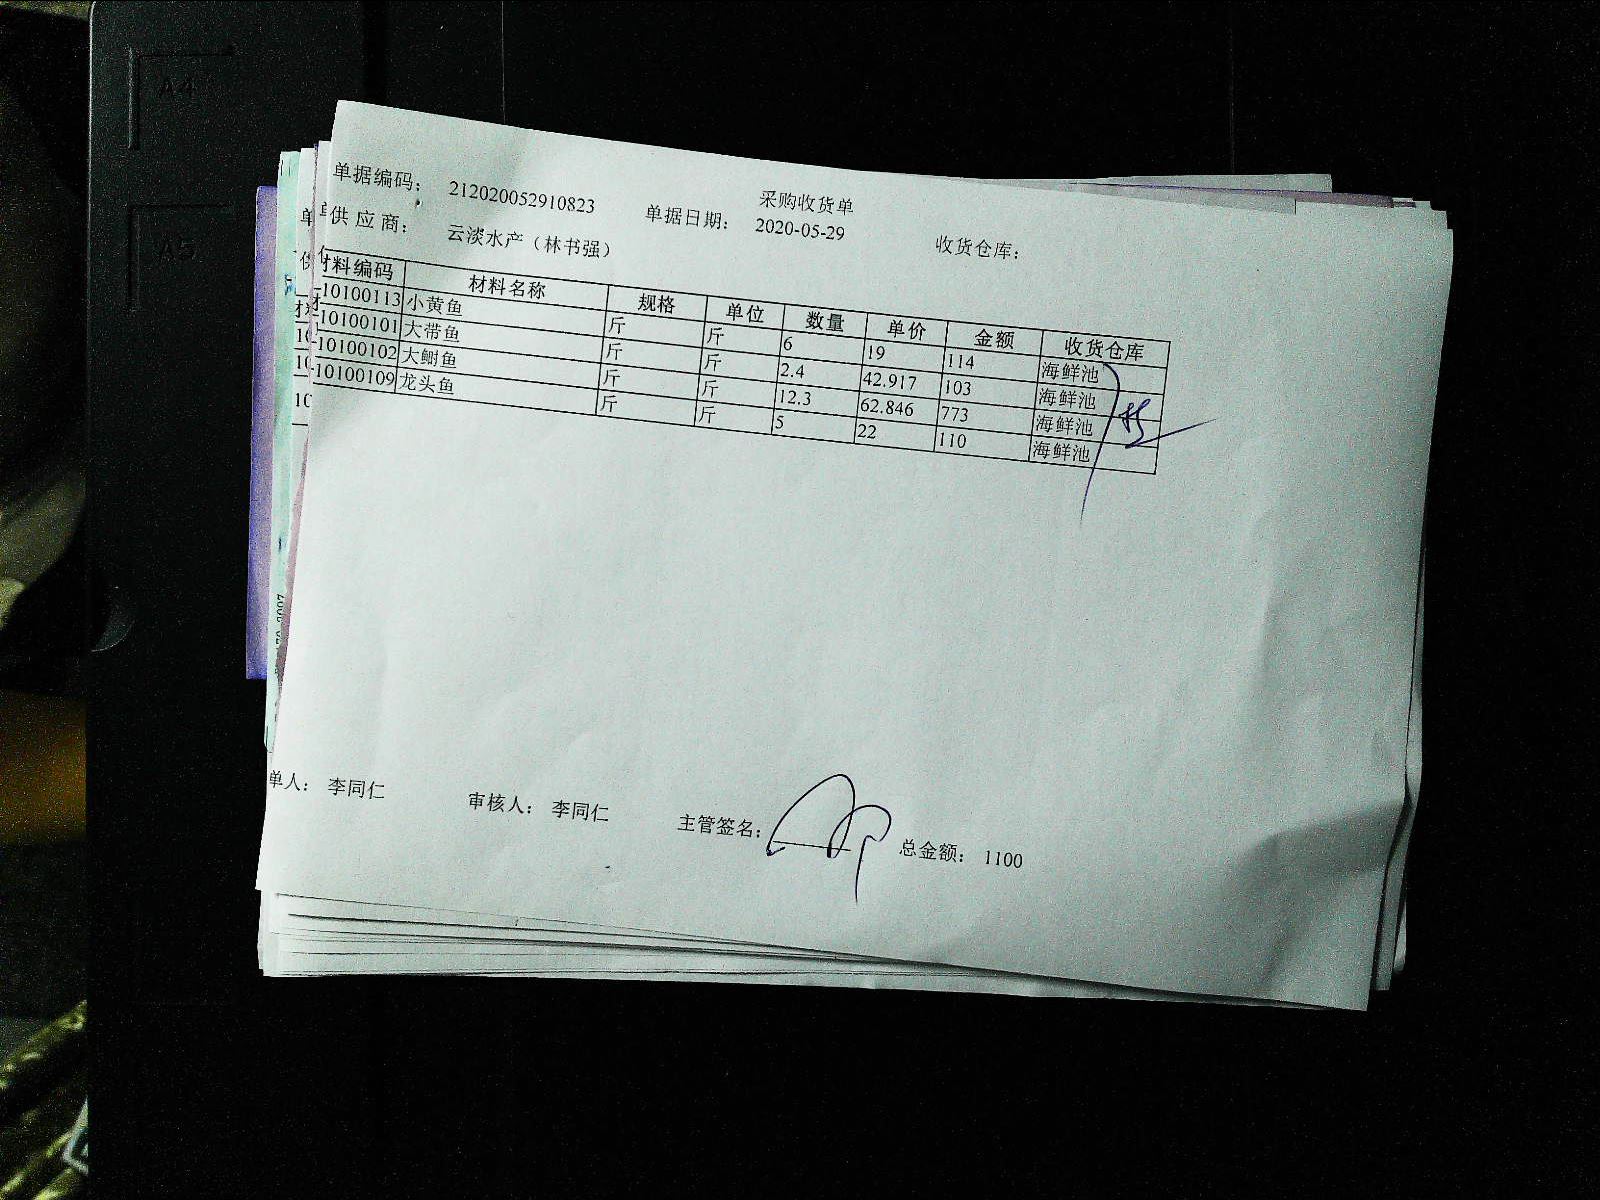 采购收货单
单据编码： 212020052910823 单据日期： 2020-05-29 收货仓库：
供应商： 云淡水产（林书强）
材料编码 材料名称 规格 单位 数量 单价 金额 收货仓库
10100113 小黄鱼 斤 斤 6 19 114 海鲜池
10100101 大带鱼 斤 斤 2.4 42.917 103 海鲜池
10100102 大鲥鱼 斤 斤 12.3 62.846 773 海鲜池
10100109 龙头鱼 斤 斤 5 22 110 海鲜池
单人： 李同仁 审核人： 李同仁 主管签名： 总金额： 1100
A4
A5